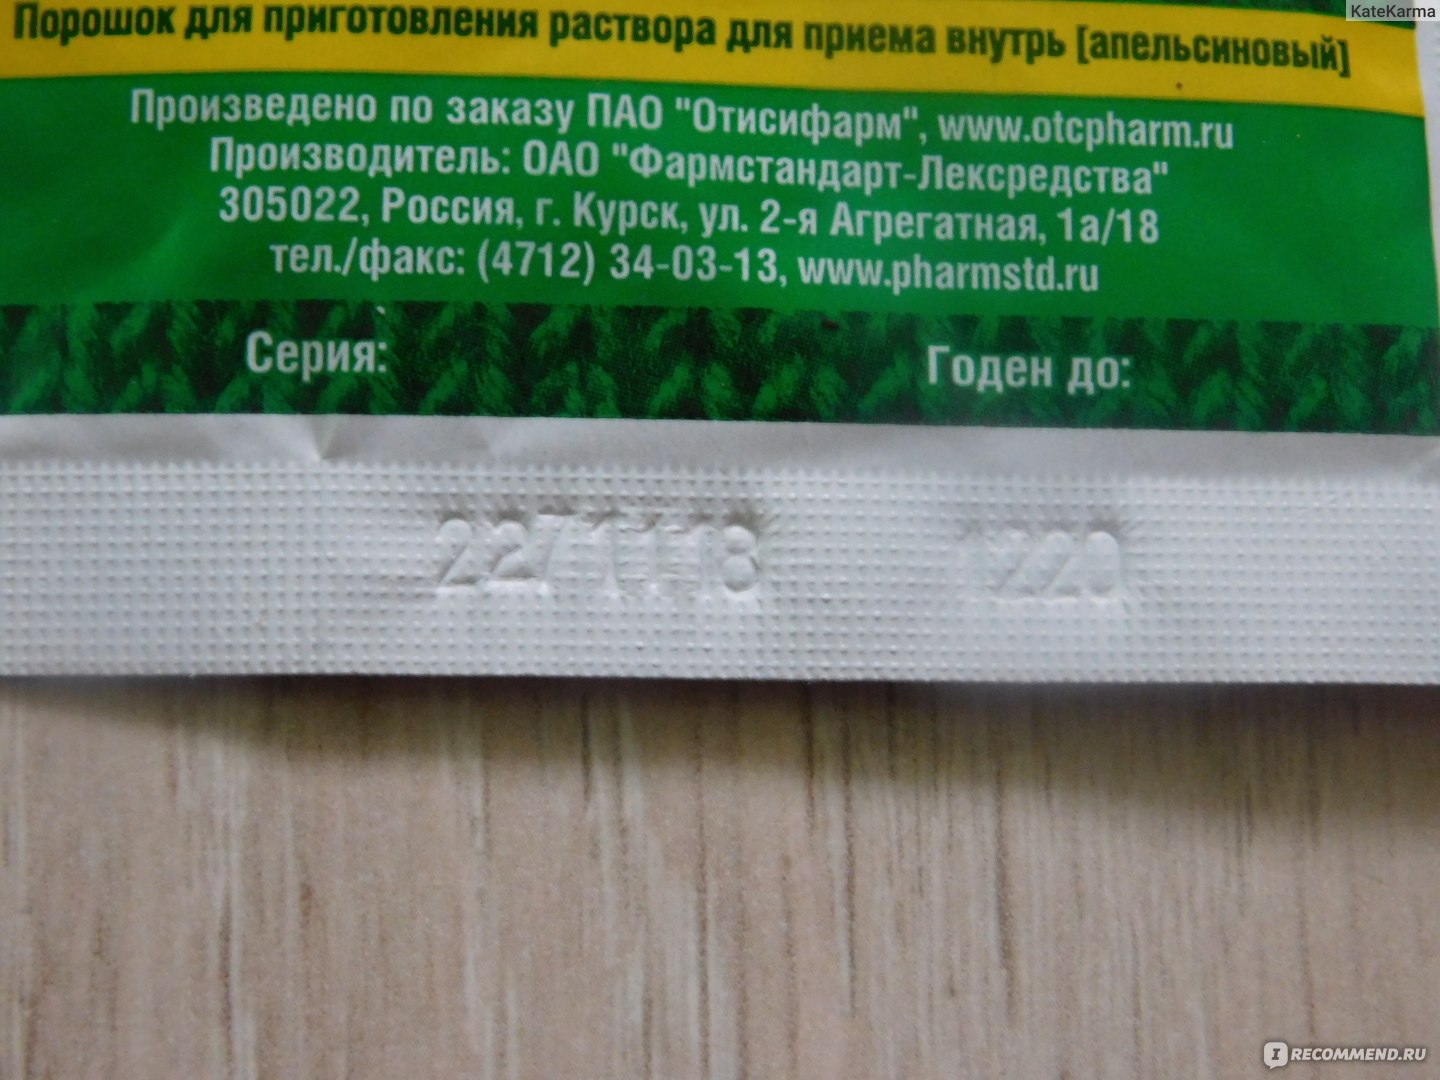 KateKarma
Порошок для приготовления раствора для приема внутрь [апельсиновый]
Произведено по заказу ПАО "Отисифарм", www.otcpharm.ru
Производитель: ОАО "Фармстандарт-Лексредства"
305022, Россия, г. Курск, ул. 2-я Агрегатная, 1а/18
тел./факс: (4712) 34-03-13, www.pharmstd.ru
Серия: Годен до:
2271118 1220
I RECOMMEND.RU